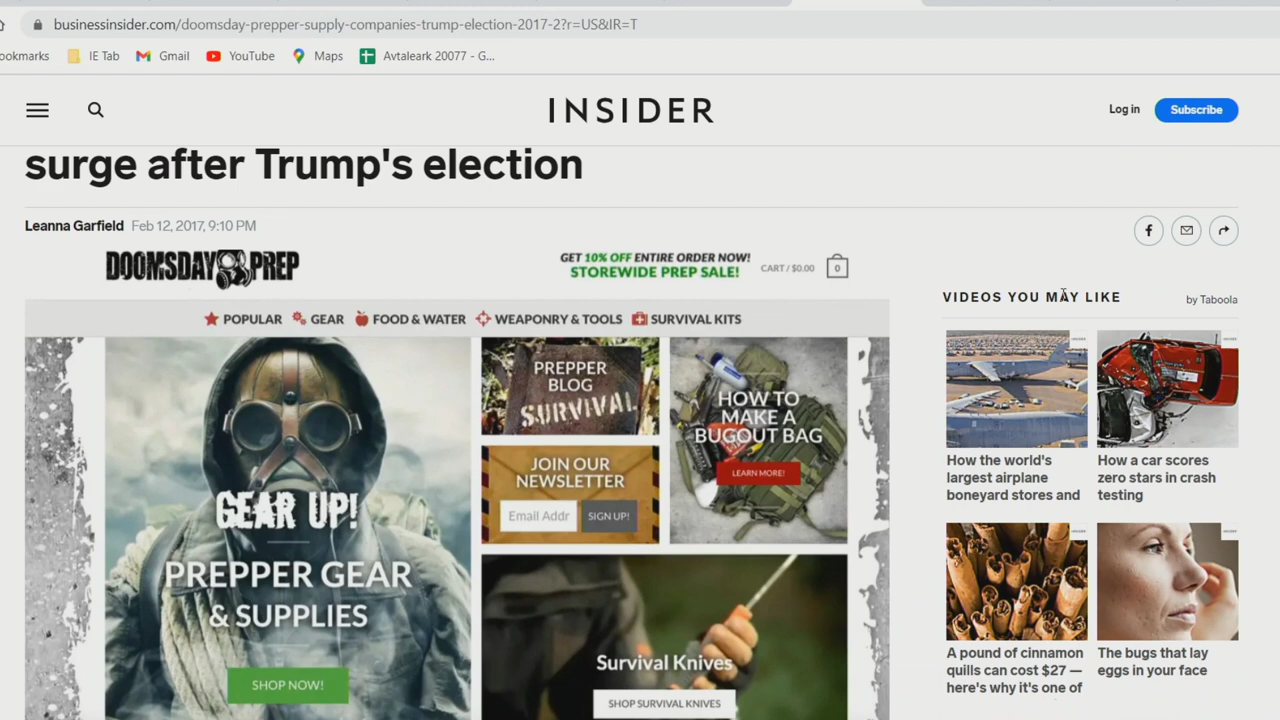 businessinsider.com/doomsday-prepper-supply-companies-trump-election-2017-2?r=US&IR=T
ookmarks IE Tab Gmail YouTube Maps Avtaleark 20077 - G...
INSIDER
Log in Subscribe
surge after Trump's election
Leanna Garfield Feb 12, 2017, 9:10 PM
DOOMSDAY PREP
GET 10% OFF ENTIRE ORDER NOW!
STOREWIDE PREP SALE!
CART / $0.00 0
POPULAR GEAR FOOD & WATER WEAPONRY & TOOLS SURVIVAL KITS
GEAR UP!
PREPPER GEAR
& SUPPLIES
SHOP NOW!
PREPPER
BLOG
SURVIVAL
JOIN OUR
NEWSLETTER
Email Addr SIGN UP!
HOW TO
MAKE A
BUGOUT BAG
LEARN MORE!
Survival Knives
SHOP SURVIVAL KNIVES
VIDEOS YOU MAY LIKE
by Taboola
How the world's
largest airplane
boneyard stores and
How a car scores
zero stars in crash
testing
A pound of cinnamon
quills can cost $27 —
here's why it's one of
The bugs that lay
eggs in your face